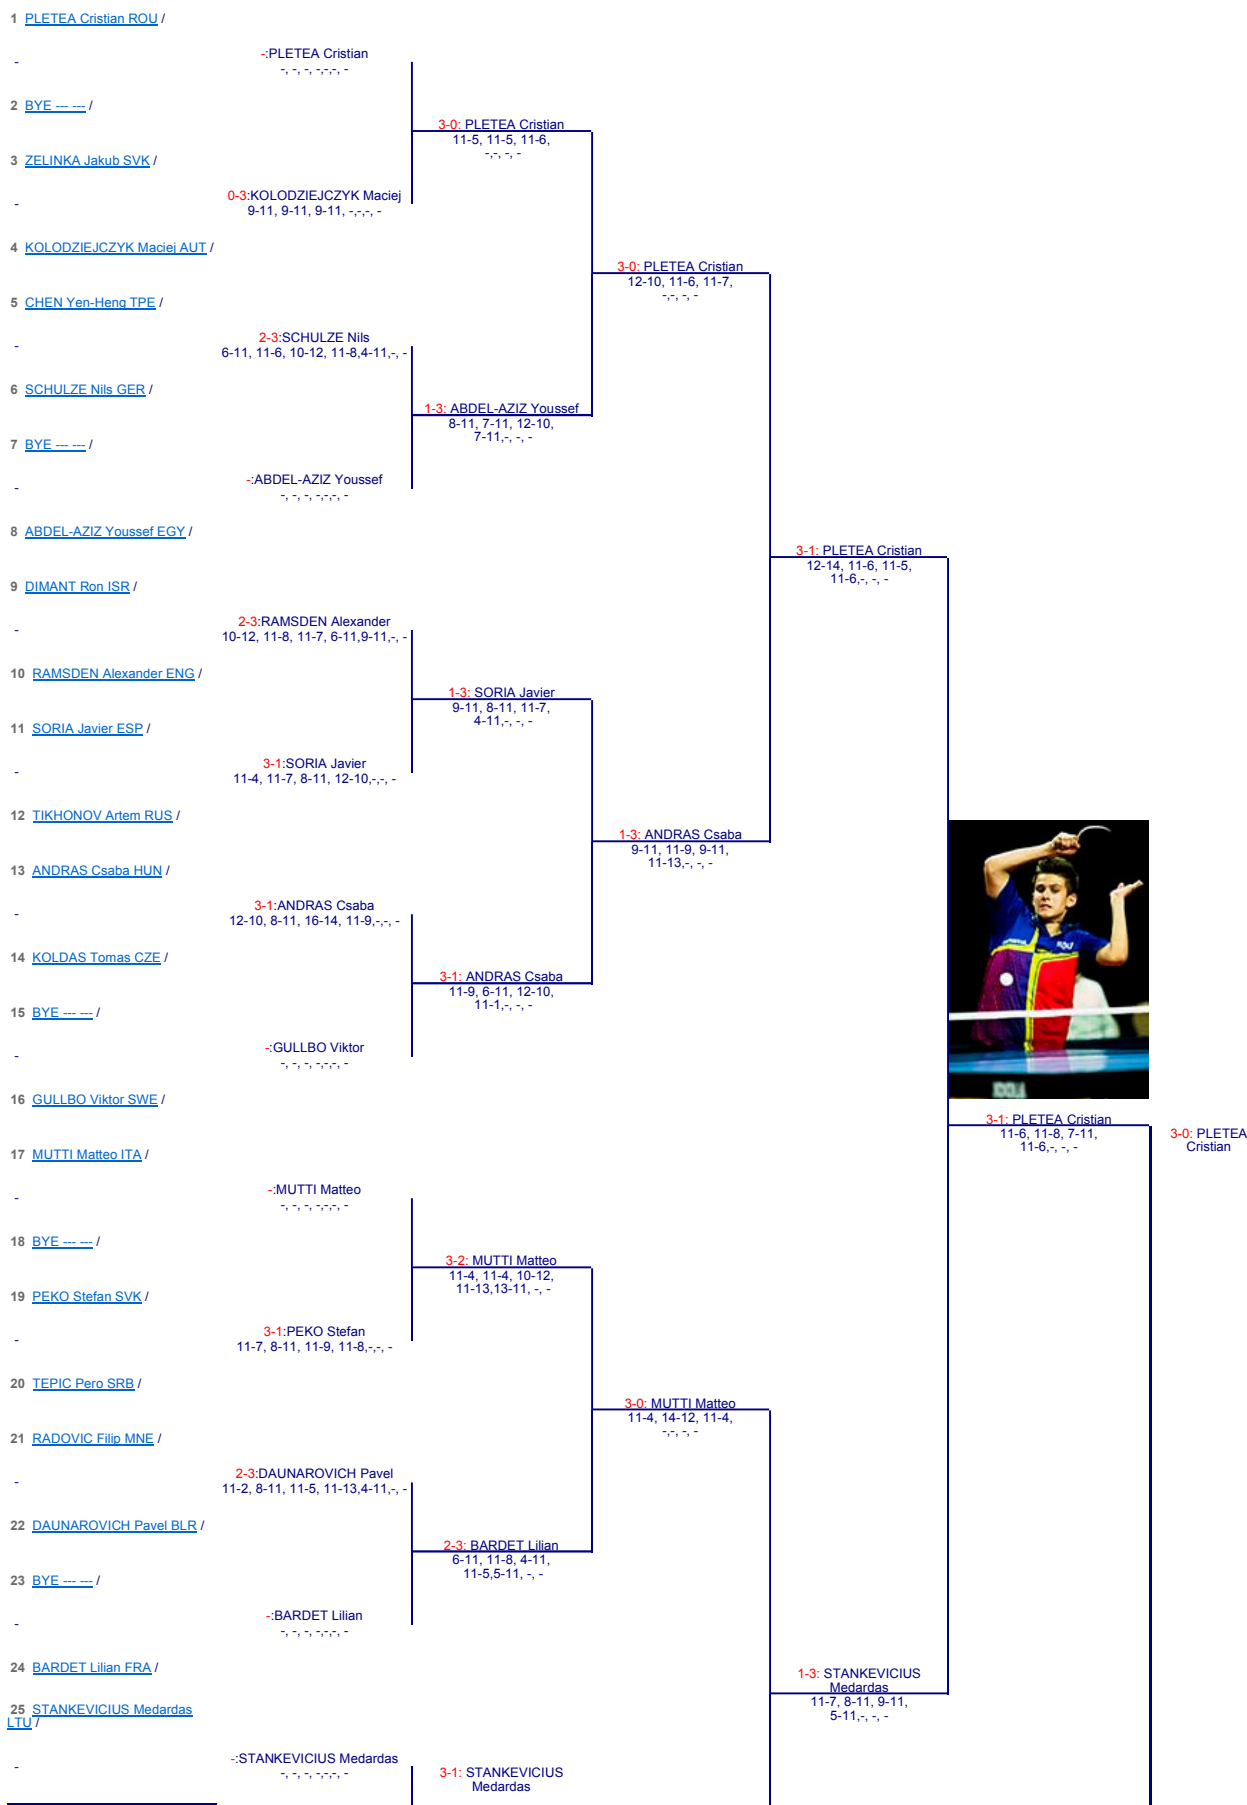 1 PLETEA Cristian ROU /
-:PLETEA Cristian
-
-, -, -, -,-,-, -
2 BYE --- --- /
3-0: PLETEA Cristian
11-5, 11-5, 11-6,
-,-, -, -
3 ZELINKA Jakub SVK /
0-3:KOLODZIEJCZYK Maciej
-
9-11, 9-11, 9-11, -,-,-, -
4 KOLODZIEJCZYK Maciej AUT /
3-0: PLETEA Cristian
12-10, 11-6, 11-7,
-,-, -, -
5 CHEN Yen-Heng TPE /
2-3:SCHULZE Nils
-
6-11, 11-6, 10-12, 11-8,4-11,-, -
6 SCHULZE Nils GER /
1-3: ABDEL-AZIZ Youssef
8-11, 7-11, 12-10,
7-11,-, -, -
7 BYE --- --- /
-:ABDEL-AZIZ Youssef
-
-, -, -, -,-,-, -
8 ABDEL-AZIZ Youssef EGY /
3-1: PLETEA Cristian
12-14, 11-6, 11-5,
11-6,-, -, -
9 DIMANT Ron ISR /
2-3:RAMSDEN Alexander
-
10-12, 11-8, 11-7, 6-11,9-11,-, -
10 RAMSDEN Alexander ENG /
1-3: SORIA Javier
9-11, 8-11, 11-7,
4-11,-, -, -
11 SORIA Javier ESP /
3-1:SORIA Javier
-
11-4, 11-7, 8-11, 12-10,-,-, -
12 TIKHONOV Artem RUS /
1-3: ANDRAS Csaba
9-11, 11-9, 9-11,
11-13,-, -, -
13 ANDRAS Csaba HUN /
3-1:ANDRAS Csaba
-
12-10, 8-11, 16-14, 11-9,-,-, -
14 KOLDAS Tomas CZE /
3-1: ANDRAS Csaba
11-9, 6-11, 12-10,
11-1,-, -, -
15 BYE --- --- /
-:GULLBO Viktor
-
-, -, -, -,-,-, -
16 GULLBO Viktor SWE /
3-1: PLETEA Cristian
11-6, 11-8, 7-11,
11-6,-, -, -
3-0: PLETEA
Cristian
17 MUTTI Matteo ITA /
-:MUTTI Matteo
-
-, -, -, -,-,-, -
18 BYE --- --- /
3-2: MUTTI Matteo
11-4, 11-4, 10-12,
11-13,13-11, -, -
19 PEKO Stefan SVK /
3-1:PEKO Stefan
-
11-7, 8-11, 11-9, 11-8,-,-, -
20 TEPIC Pero SRB /
3-0: MUTTI Matteo
11-4, 14-12, 11-4,
-,-, -, -
21 RADOVIC Filip MNE /
2-3:DAUNAROVICH Pavel
-
11-2, 8-11, 11-5, 11-13,4-11,-, -
22 DAUNAROVICH Pavel BLR /
2-3: BARDET Lilian
6-11, 11-8, 4-11,
11-5,5-11, -, -
23 BYE --- --- /
-:BARDET Lilian
-
-, -, -, -,-,-, -
24 BARDET Lilian FRA /
1-3: STANKEVICIUS
Medardas
11-7, 8-11, 9-11,
5-11,-, -, -
25 STANKEVICIUS Medardas
LTU /
-:STANKEVICIUS Medardas
-
-, -, -, -,-,-, -
3-1: STANKEVICIUS
Medardas